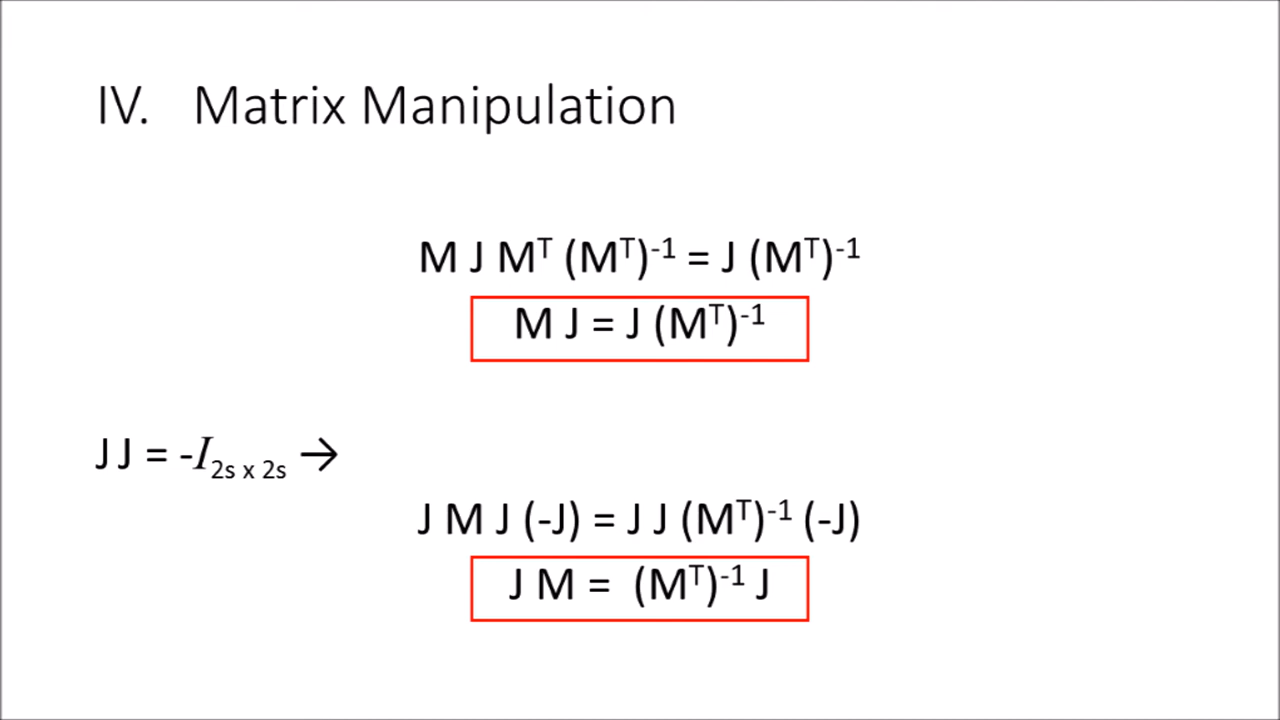 IV. Matrix Manipulation
M J Mᵀ (Mᵀ)⁻¹ = J (Mᵀ)⁻¹
M J = J (Mᵀ)⁻¹
J J = -I₂ₛ ₓ ₂ₛ →
J M J (-J) = J J (Mᵀ)⁻¹ (-J)
J M = (Mᵀ)⁻¹ J